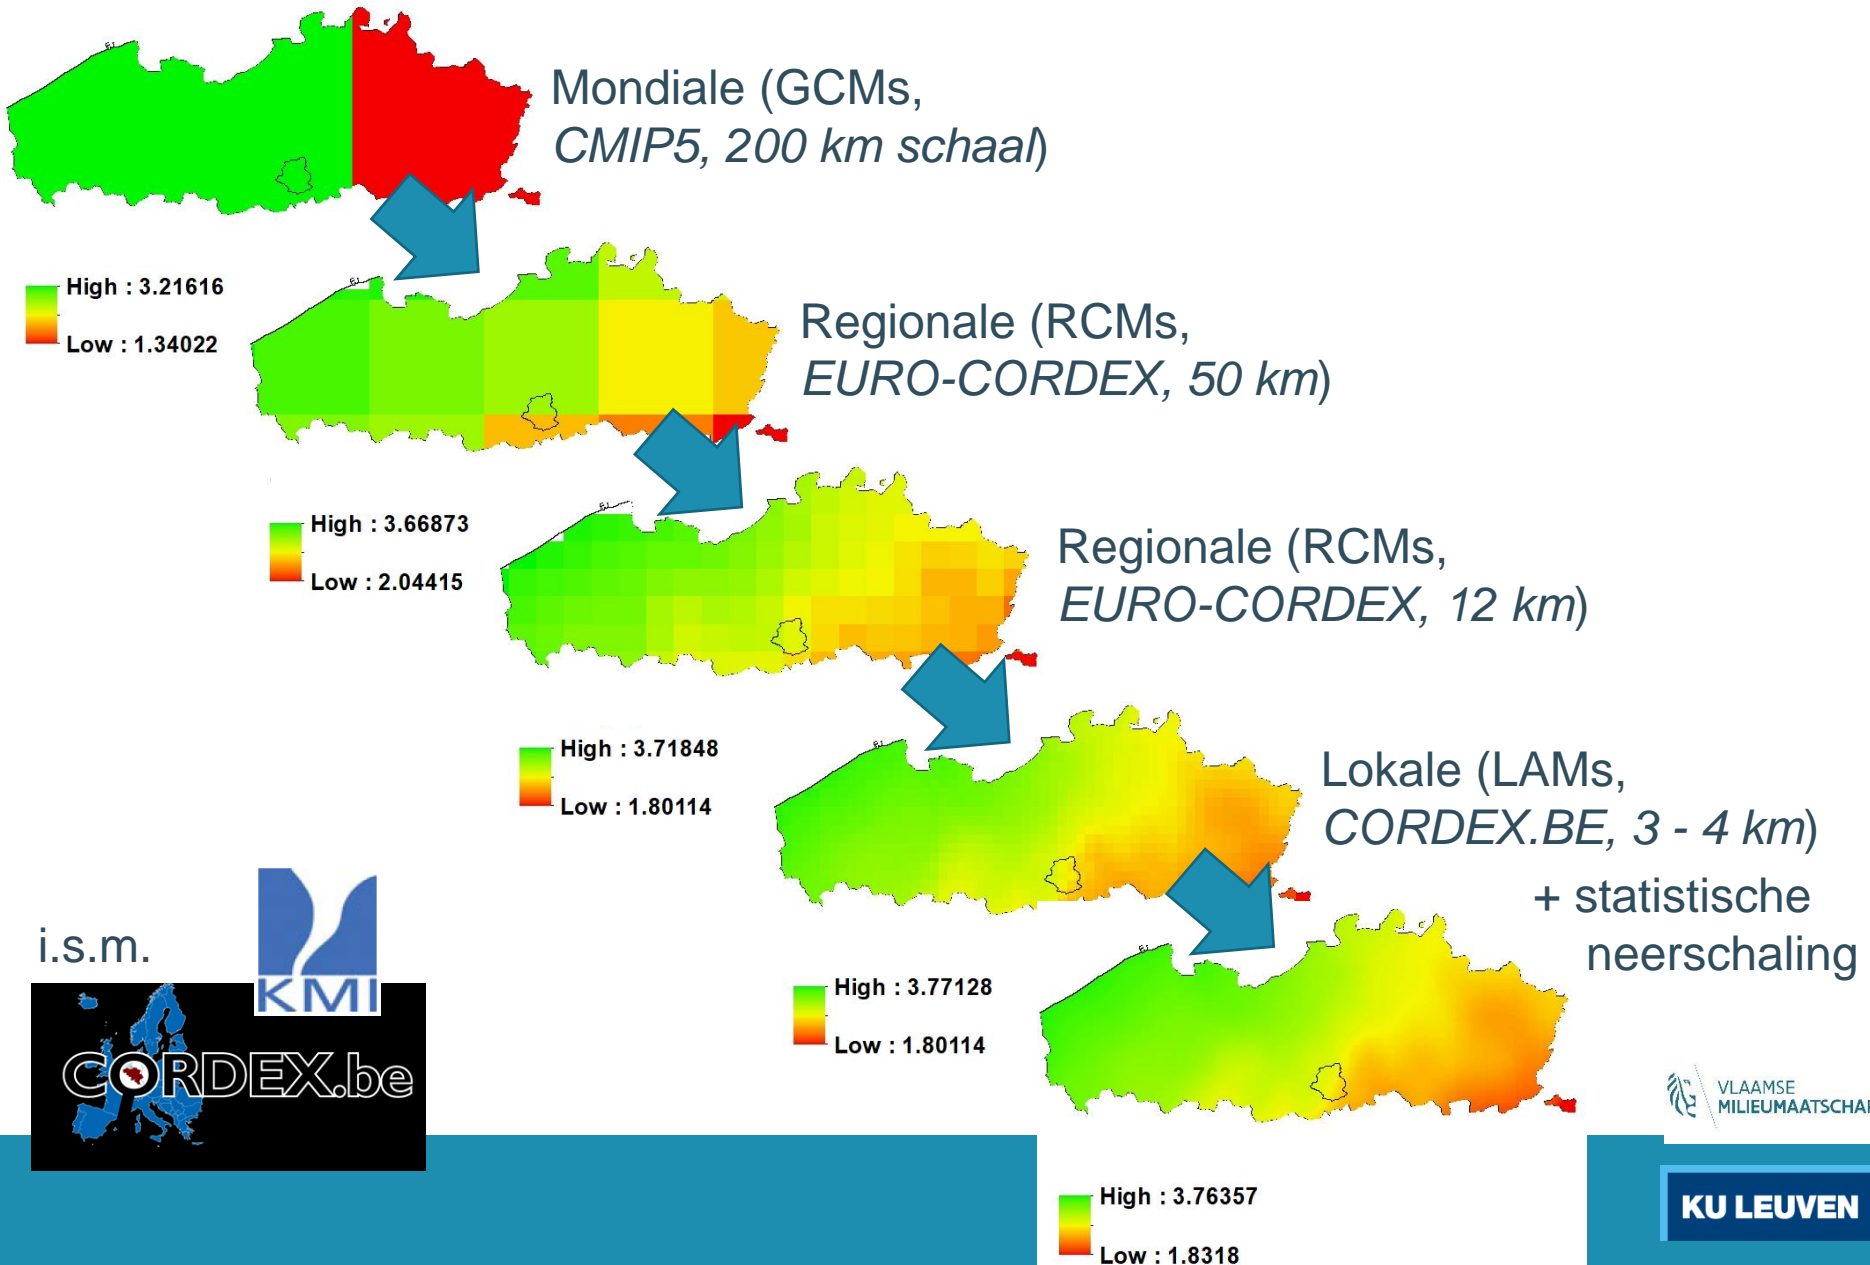 Mondiale (GCMs,
CMIP5, 200 km schaal)
High : 3.21616
Low : 1.34022
Regionale (RCMs,
EURO-CORDEX, 50 km)
High : 3.66873
Low : 2.04415
Regionale (RCMs,
EURO-CORDEX, 12 km)
High : 3.71848
Low : 1.80114
Lokale (LAMs,
CORDEX.BE, 3 - 4 km)
+ statistische
neerschaling
High : 3.77128
Low : 1.80114
i.s.m.
KMI
CORDEX.be
High : 3.76357
Low : 1.8318
VLAAMSE
MILIEUMAATSCHAP
KU LEUVEN